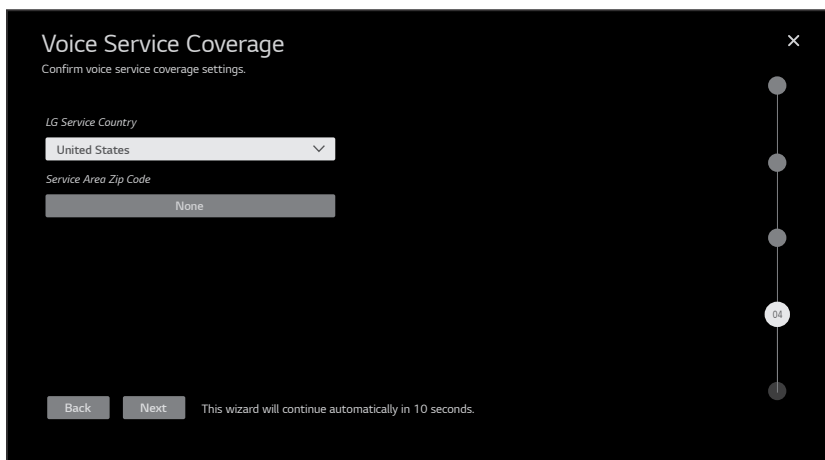 Voice Service Coverage
Confirm voice service coverage settings.
LG Service Country
United States
Service Area Zip Code
None
04
Back Next This wizard will continue automatically in 10 seconds.